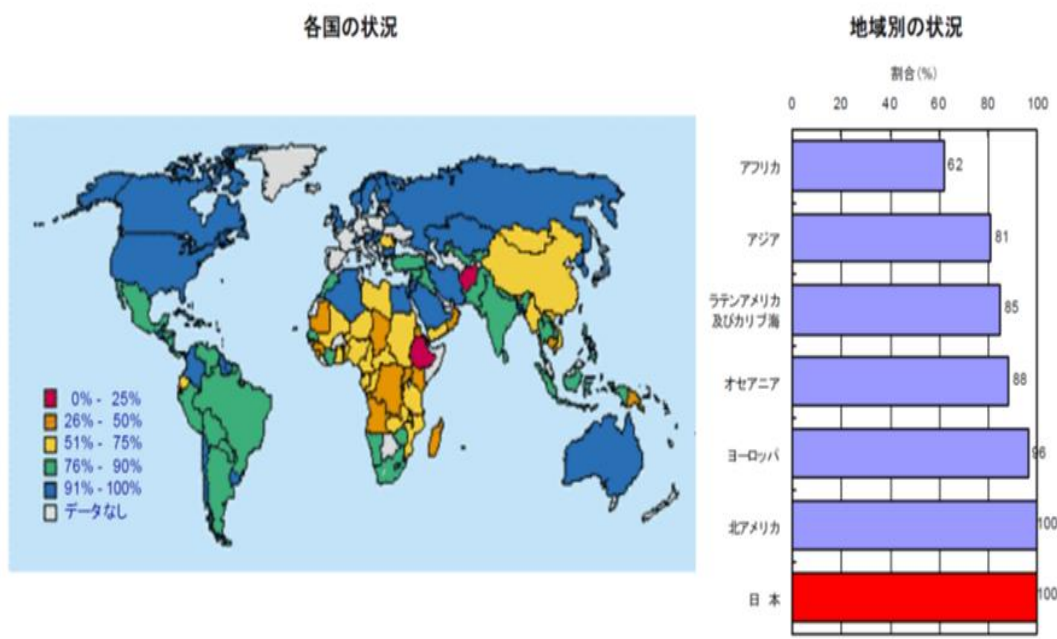 各国の状況
0% - 25%
26% - 50%
51% - 75%
76% - 90%
91% - 100%
データなし
地域別の状況
割合(%)
0 20 40 60 80 100
アフリカ 62
アジア 81
ラテンアメリカ
及びカリブ海 85
オセアニア 88
ヨーロッパ 96
北アメリカ 100
日 本 100